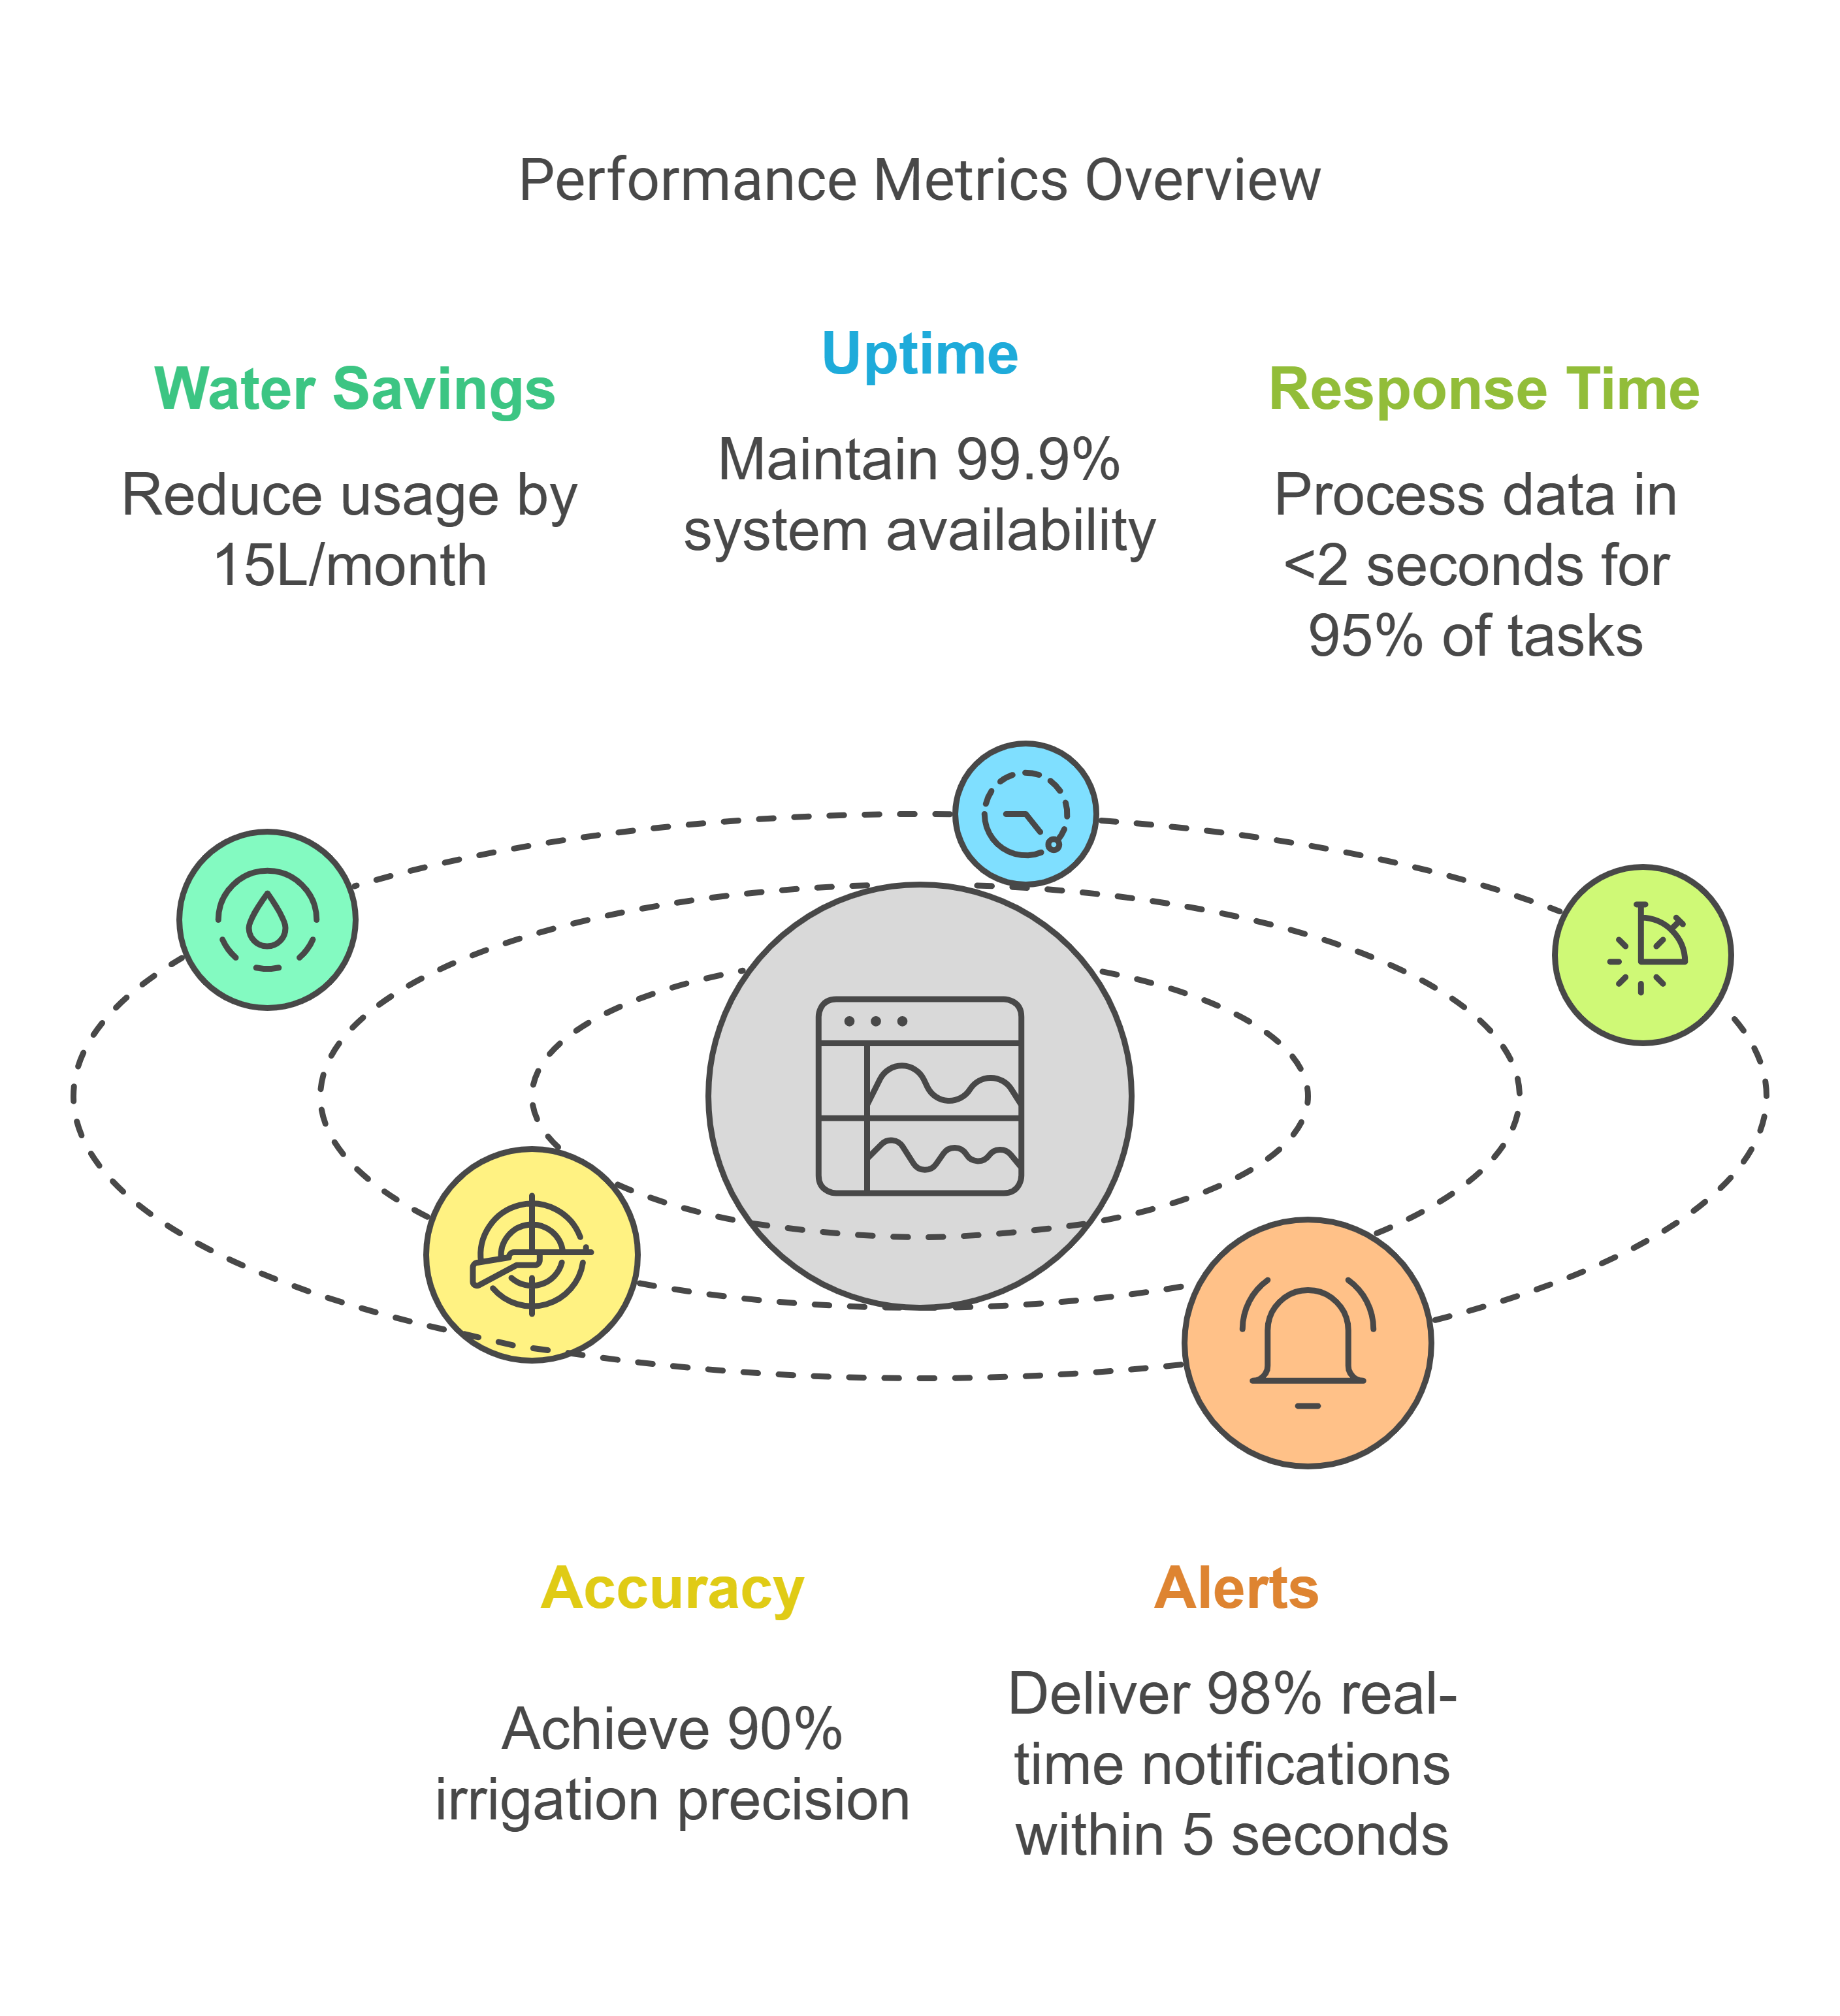 Performance Metrics Overview
Water Savings
Reduce usage by
15L/month
Uptime
Maintain 99.9%
system availability
Response Time
Process data in
<2 seconds for
95% of tasks
Accuracy
Achieve 90%
irrigation precision
Alerts
Deliver 98% real-
time notifications
within 5 seconds